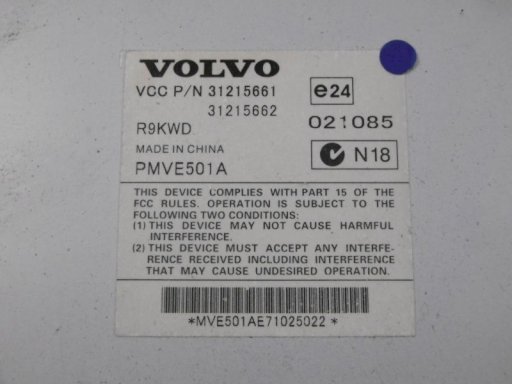 VOLVO
VCC P/N 31215661
31215662
e24
R9KWD
021085
MADE IN CHINA
PMVE501A
N18
THIS DEVICE COMPLIES WITH PART 15 OF THE
FCC RULES. OPERATION IS SUBJECT TO THE
FOLLOWING TWO CONDITIONS:
(1) THIS DEVICE MAY NOT CAUSE HARMFUL
INTERFERENCE.
(2) THIS DEVICE MUST ACCEPT ANY INTERFE-
RENCE RECEIVED INCLUDING INTERFERENCE
THAT MAY CAUSE UNDESIRED OPERATION.
*MVE501AE71025022*